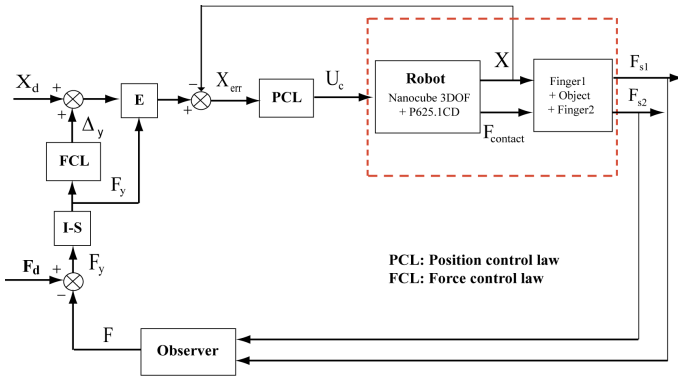 X
F_s1
X_d
+
−
X_err
U_c
Robot
Finger1
E
PCL
Nanocube 3DOF
+ Object
F_s2
+
+
+ P625.1CD
+ Finger2
Δ_y
F_contact
FCL
F_y
I-S
F_d
+
F_y
PCL: Position control law
FCL: Force control law
−
F
Observer